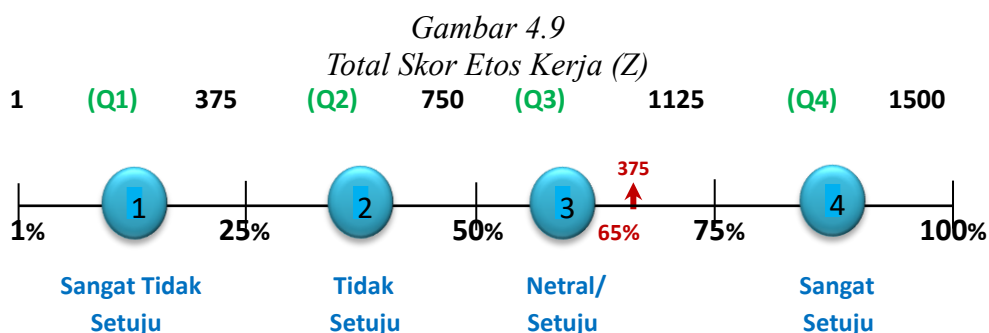 Gambar 4.9
Total Skor Etos Kerja (Z)
1 (Q1) 375 (Q2) 750 (Q3) 1125 (Q4) 1500
375
1 2 3 4
1% 25% 50% 65% 75% 100%
Sangat Tidak Tidak Netral/ Sangat
Setuju Setuju Setuju Setuju